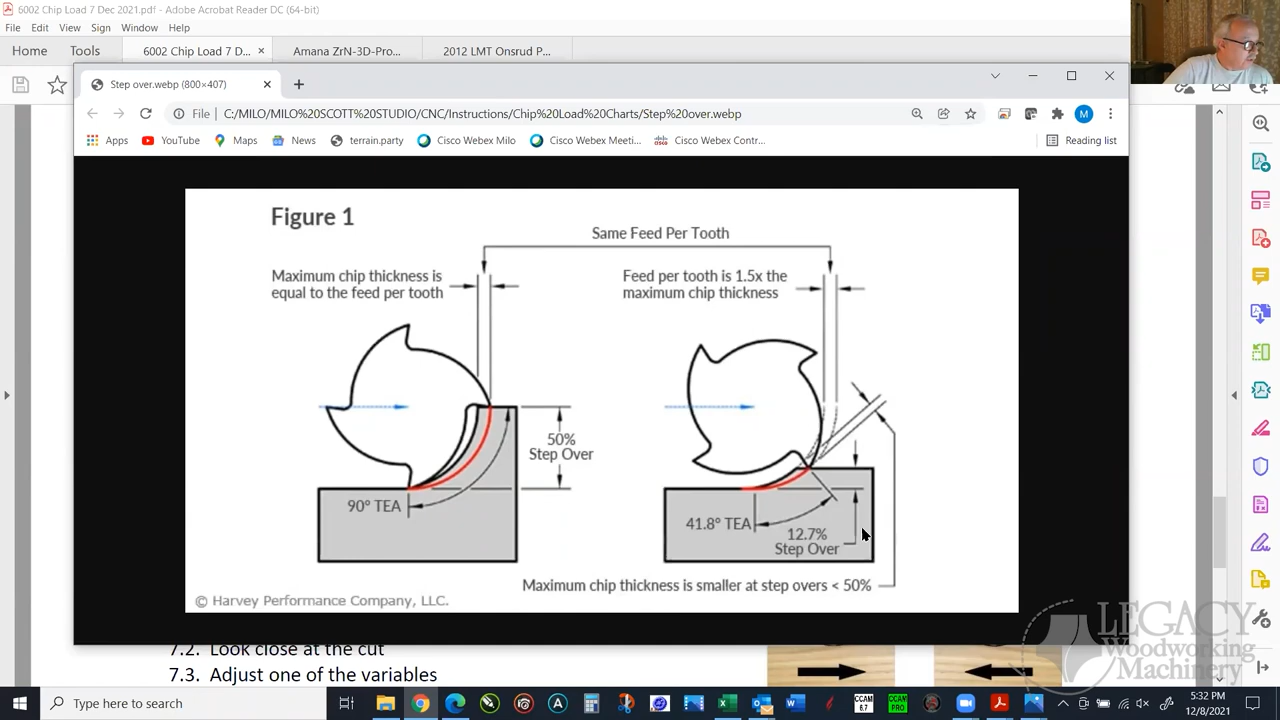 6002 Chip Load 7 Dec 2021.pdf - Adobe Acrobat Reader DC (64-bit)
File Edit View Sign Window Help
Home Tools 6002 Chip Load 7 D... × Amana ZrN-3D-Pro... 2012 LMT Onsrud P...
Step over.webp (800×407)
File C:/MILO/MILO%20SCOTT%20STUDIO/CNC/Instructions/Chip%20Load%20Charts/Step%20over.webp
M
Apps YouTube Maps News terrain.party Cisco Webex Milo Cisco Webex Meeti... Cisco Webex Contr... Reading list
Figure 1
Same Feed Per Tooth
Maximum chip thickness is
equal to the feed per tooth
Feed per tooth is 1.5x the
maximum chip thickness
50%
Step Over
90° TEA
41.8° TEA
12.7%
Step Over
Maximum chip thickness is smaller at step overs < 50%
© Harvey Performance Company, LLC.
LEGACY
Woodworking
Machinery
7.2. Look close at the cut
7.3. Adjust one of the variables
Type here to search
5:32 PM
12/8/2021